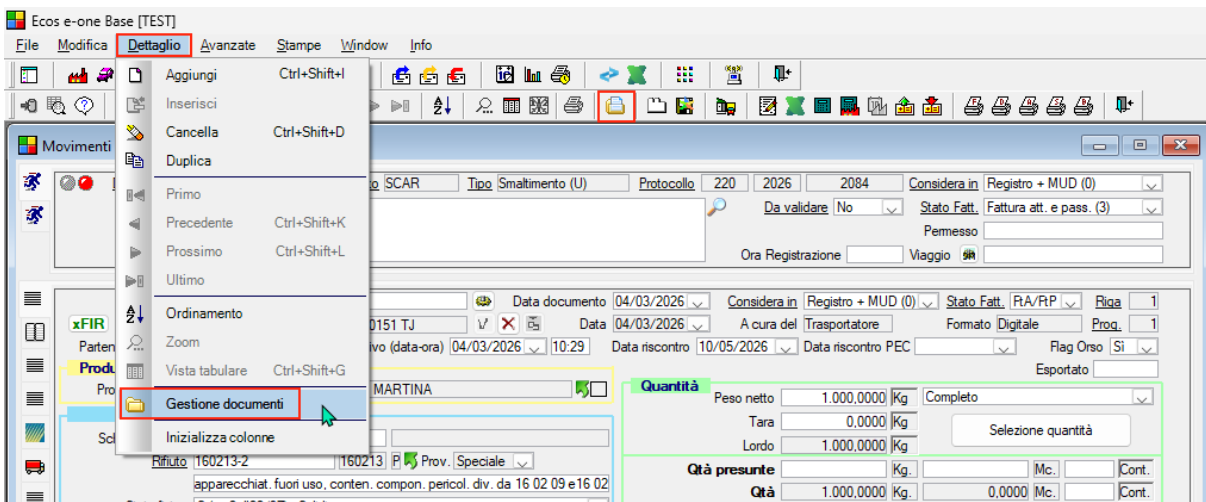 Ecos e-one Base [TEST]
File Modifica Dettaglio Avanzate Stampe Window Info
Aggiungi Ctrl+Shift+I
Inserisci
Cancella Ctrl+Shift+D
Duplica
Primo
Precedente Ctrl+Shift+K
Prossimo Ctrl+Shift+L
Ultimo
Ordinamento
Zoom
Vista tabulare Ctrl+Shift+G
Gestione documenti
Inizializza colonne
Movimenti
SCAR Tipo Smaltimento (U) Protocollo 220 2026 2084 Considera in Registro + MUD (0)
Da validare No Stato Fatt. Fattura att. e pass. (3)
Permesso
Ora Registrazione Viaggio
Data documento 04/03/2026 Considera in Registro + MUD (0) Stato Fatt. FtA/FtP Riga 1
xFIR 0151 TJ Data 04/03/2026 A cura del Trasportatore Formato Digitale Prog. 1
Parten ivo (data-ora) 04/03/2026 10:29 Data riscontro 10/05/2026 Data riscontro PEC Flag Orso Sì
Produ Esportato
Pro MARTINA Quantità
Peso netto 1.000,0000 Kg Completo
Tara 0,0000 Kg Selezione quantità
Sch Lordo 1.000,0000 Kg
Rifiuto 160213-2 160213 P Prov. Speciale Qtà presunte Kg. Mc. Cont.
apparecchiat. fuori uso, conten. compon. pericol. div. da 16 02 09 e 16 02
Qtà 1.000,0000 Kg. 0,0000 Mc. Cont.